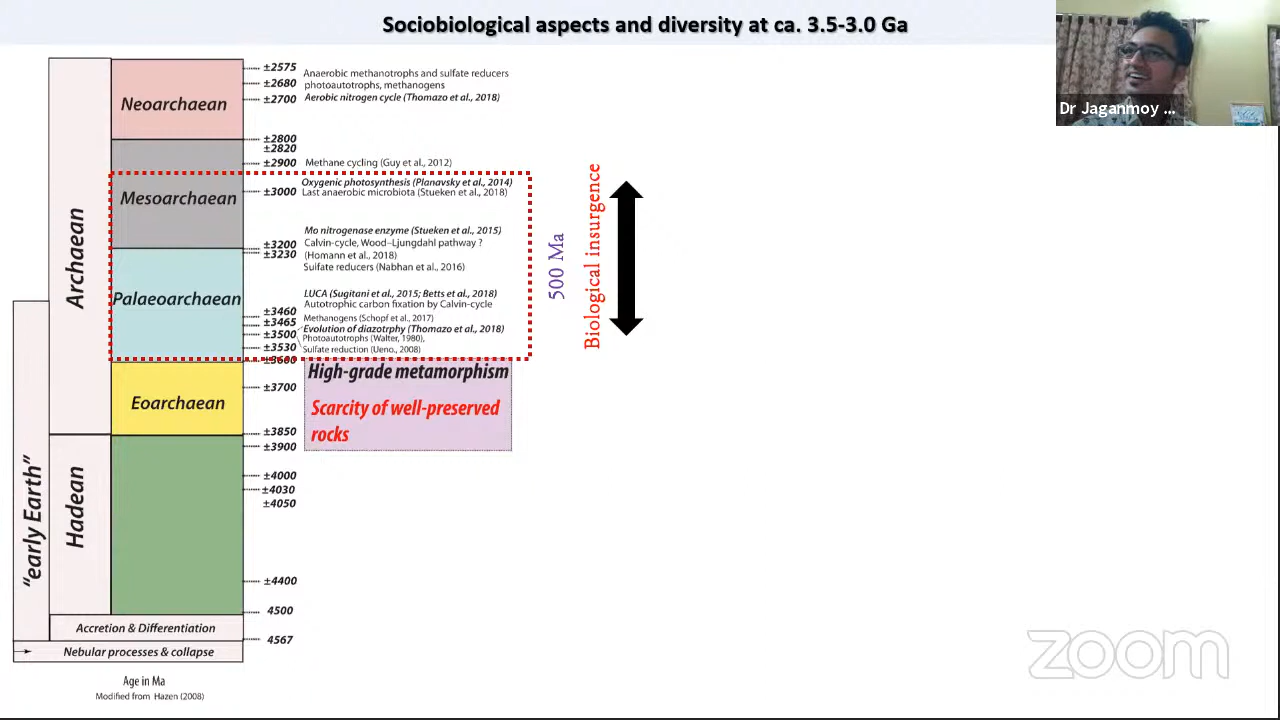 Sociobiological aspects and diversity at ca. 3.5-3.0 Ga
Dr Jaganmoy ...
Archaean
Hadean
"early Earth"
Neoarchaean
Mesoarchaean
Palaeoarchaean
Eoarchaean
Accretion & Differentiation
Nebular processes & collapse
Age in Ma
Modified from Hazen (2008)
±2575
±2680
±2700
±2800
±2820
±2900
±3000
±3200
±3230
±3460
±3465
±3500
±3530
±3600
±3700
±3850
±3900
±4000
±4030
±4050
±4400
4500
4567
Anaerobic methanotrophs and sulfate reducers
photoautotrophs, methanogens
Aerobic nitrogen cycle (Thomazo et al., 2018)
Methane cycling (Guy et al., 2012)
Oxygenic photosynthesis (Planavsky et al., 2014)
Last anaerobic microbiota (Stueken et al., 2018)
Mo nitrogenase enzyme (Stueken et al., 2015)
Calvin-cycle, Wood–Ljungdahl pathway ?
(Homann et al., 2018)
Sulfate reducers (Nabhan et al., 2016)
LUCA (Sugitani et al., 2015; Betts et al., 2018)
Autotrophic carbon fixation by Calvin-cycle
Methanogens (Schopf et al., 2017)
Evolution of diazotrphy (Thomazo et al., 2018)
Photoautotrophs (Walter, 1980),
Sulfate reduction (Ueno., 2008)
High-grade metamorphism
Scarcity of well-preserved
rocks
500 Ma
Biological insurgence
zoom